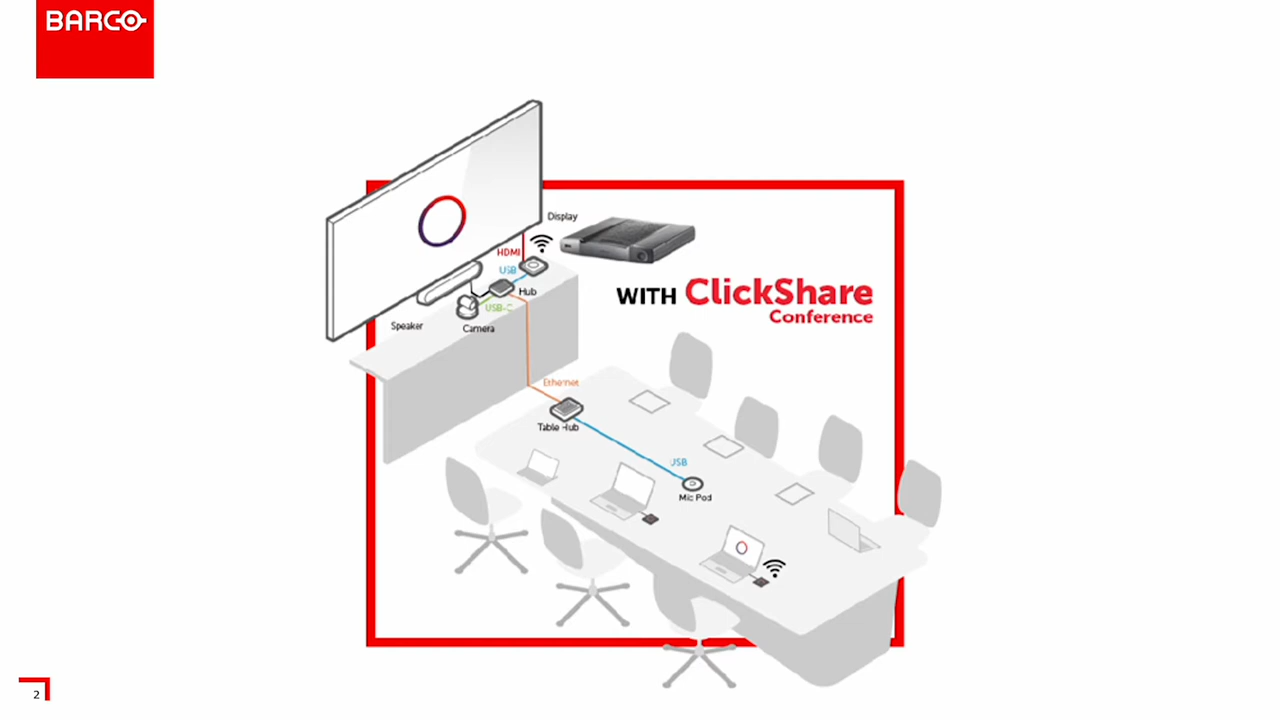 BARCO
Display
HDMI
USB
Hub
USB-C
Speaker
Camera
WITH ClickShare
Conference
Ethernet
Table Hub
USB
Mic Pod
2